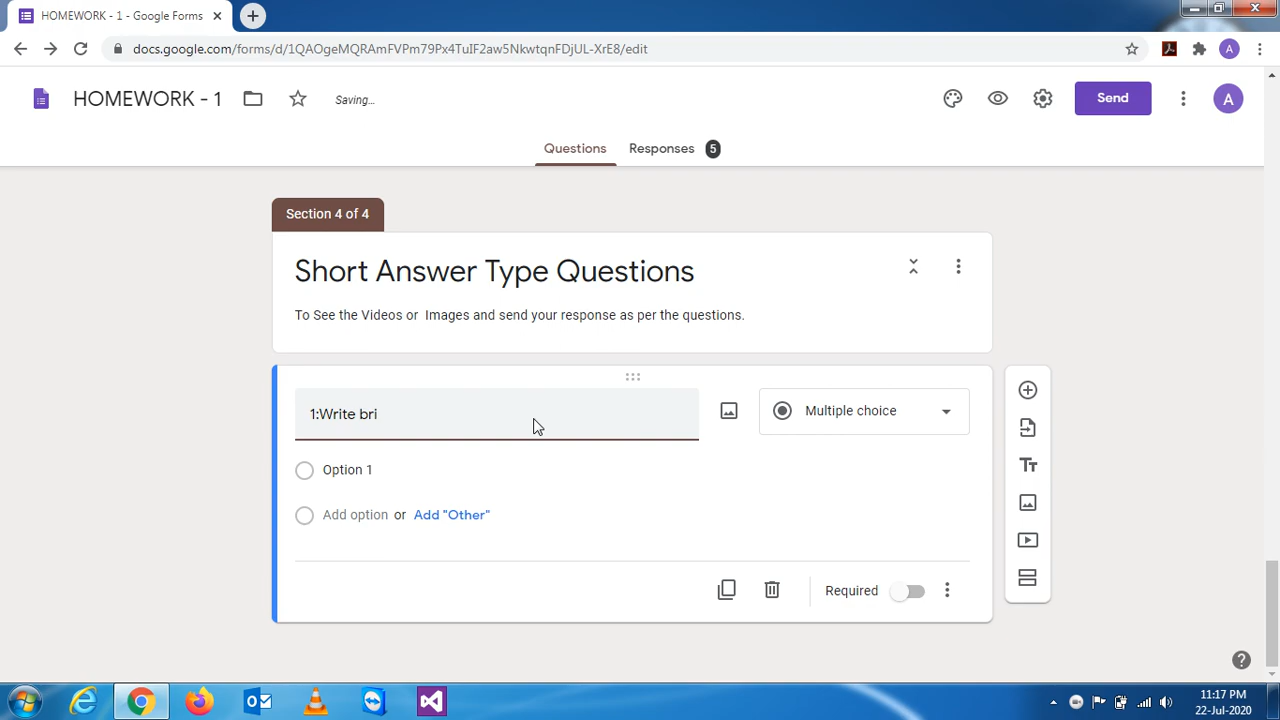 HOMEWORK - 1 - Google Forms
docs.google.com/forms/d/1QAOgeMQRAmFVPm79Px4TuIF2aw5NkwtqnFDjUL-XrE8/edit
A
HOMEWORK - 1
Saving...
Send
A
Questions
Responses 5
Section 4 of 4
Short Answer Type Questions
To See the Videos or Images and send your response as per the questions.
1:Write bri
Multiple choice
Option 1
Add option or Add "Other"
Required
11:17 PM
22-Jul-2020